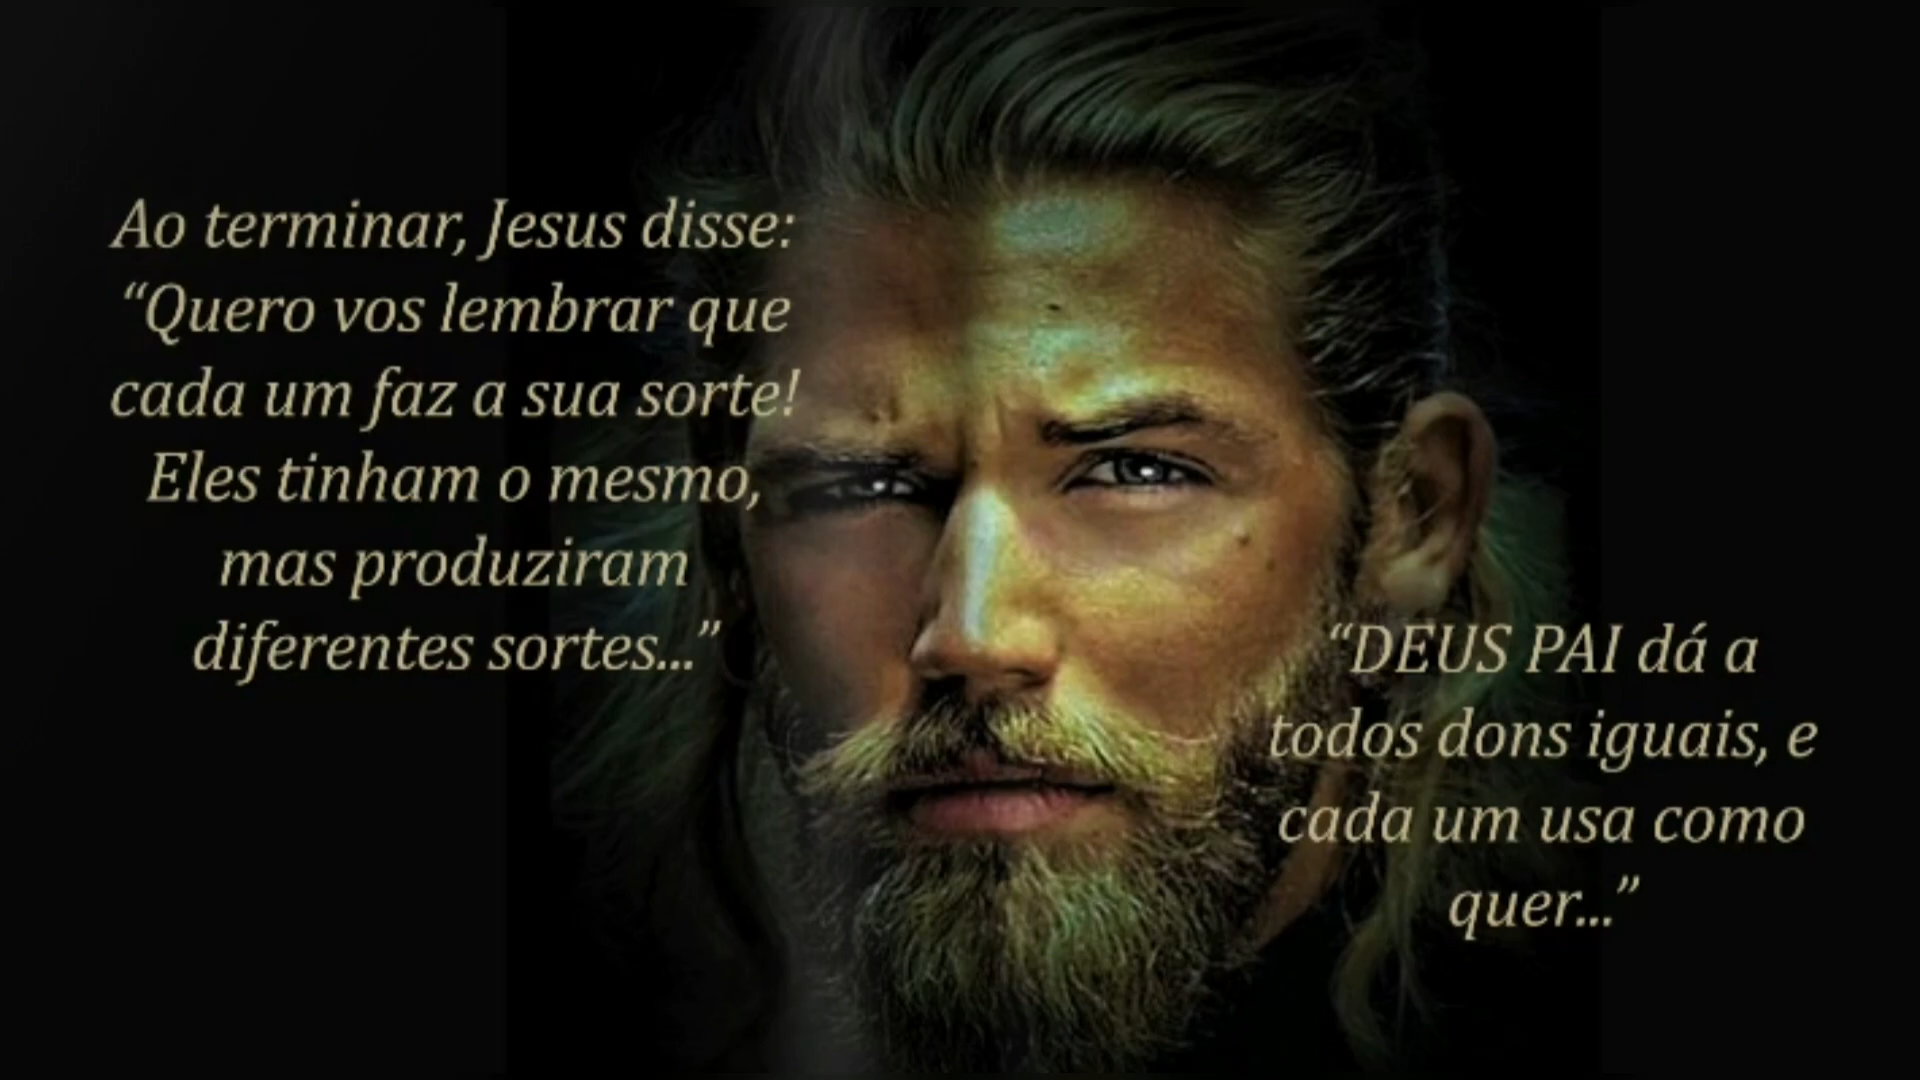 Ao terminar, Jesus disse:
“Quero vos lembrar que
cada um faz a sua sorte!
Eles tinham o mesmo,
mas produziram
diferentes sortes...”
“DEUS PAI dá a
todos dons iguais, e
cada um usa como
quer...”